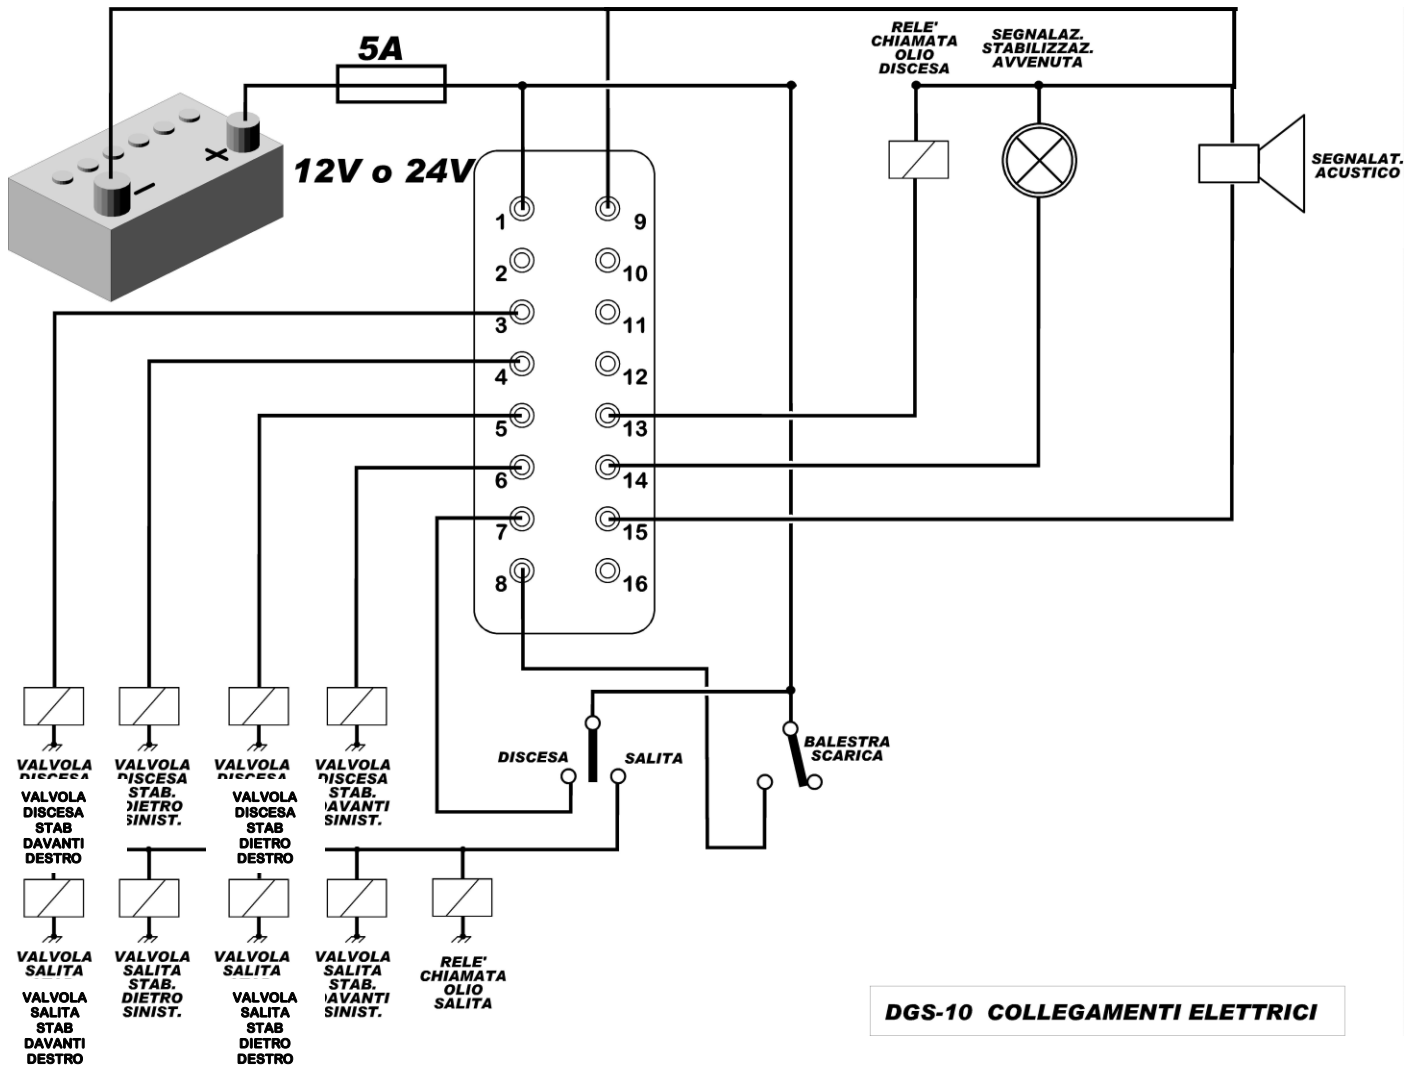 5A
12V o 24V
+
−
RELE'
CHIAMATA
OLIO
DISCESA
SEGNALAZ.
STABILIZZAZ.
AVVENUTA
SEGNALAT.
ACUSTICO
1
9
2
10
3
11
4
12
5
13
6
14
7
15
8
16
DISCESA
SALITA
BALESTRA
SCARICA
VALVOLA
DISCESA
VALVOLA
DISCESA
STAB
DAVANTI
DESTRO
VALVOLA
DISCESA
STAB.
DIETRO
SINIST.
VALVOLA
DISCESA
VALVOLA
DISCESA
STAB
DIETRO
DESTRO
VALVOLA
DISCESA
STAB.
DAVANTI
SINIST.
VALVOLA
SALITA
VALVOLA
SALITA
STAB
DAVANTI
DESTRO
VALVOLA
SALITA
STAB.
DIETRO
SINIST.
VALVOLA
SALITA
VALVOLA
SALITA
STAB
DIETRO
DESTRO
VALVOLA
SALITA
STAB.
DAVANTI
SINIST.
RELE'
CHIAMATA
OLIO
SALITA
DGS-10 COLLEGAMENTI ELETTRICI